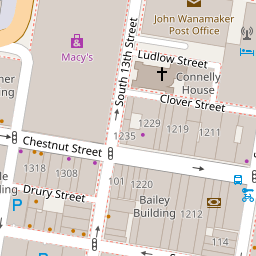 John Wanamaker
Post Office
Ludlow Street
Macy's
South 13th Street
Connelly
House
Clover Street
1229
1219
1211
1235
Chestnut Street
1318
1308
101
1220
Drury Street
Bailey
Building
1212
114
P
P